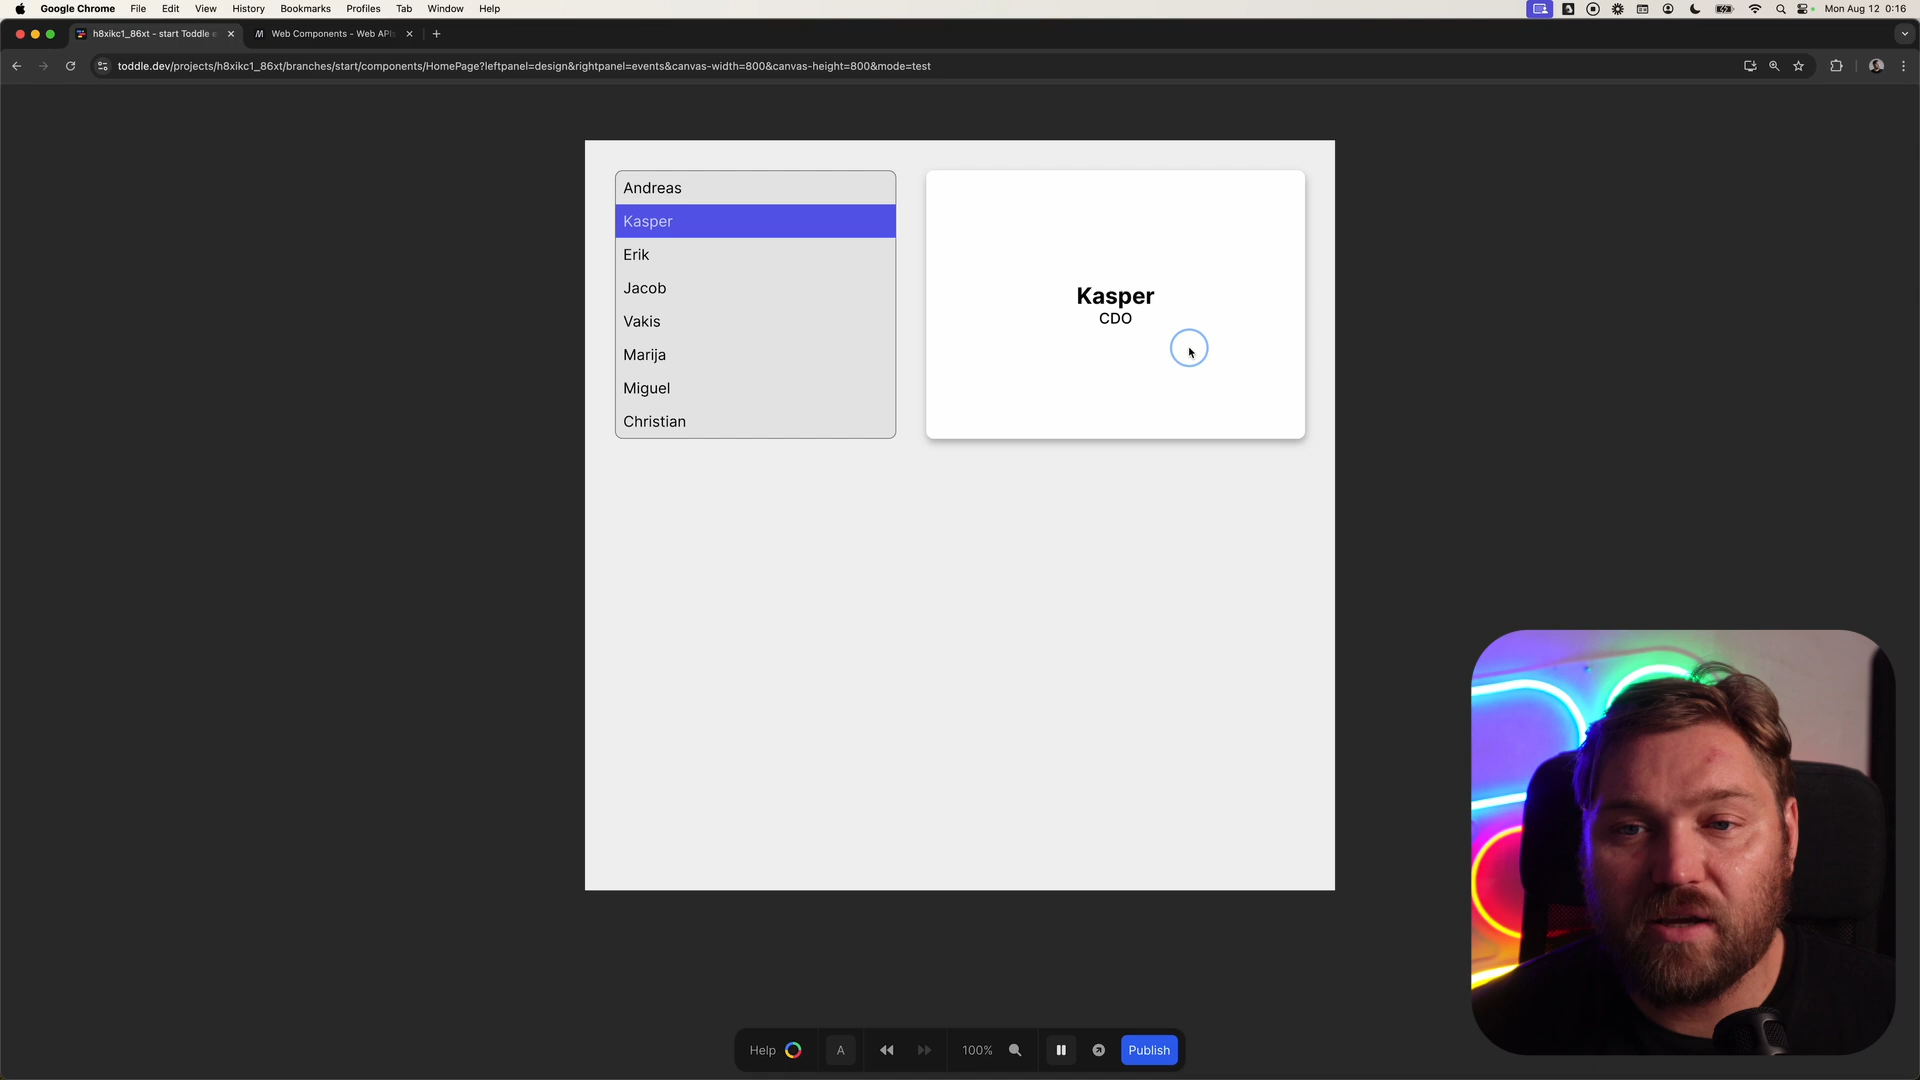 Google Chrome File Edit View History Bookmarks Profiles Tab Window Help Mon Aug 12 0:16
h8xikc1_86xt - start Toddle e Web Components - Web APIs
toddle.dev/projects/h8xikc1_86xt/branches/start/components/HomePage?leftpanel=design&rightpanel=events&canvas-width=800&canvas-height=800&mode=test
Andreas
Kasper
Erik
Jacob
Vakis
Marija
Miguel
Christian
Kasper
CDO
Help A 100% Publish